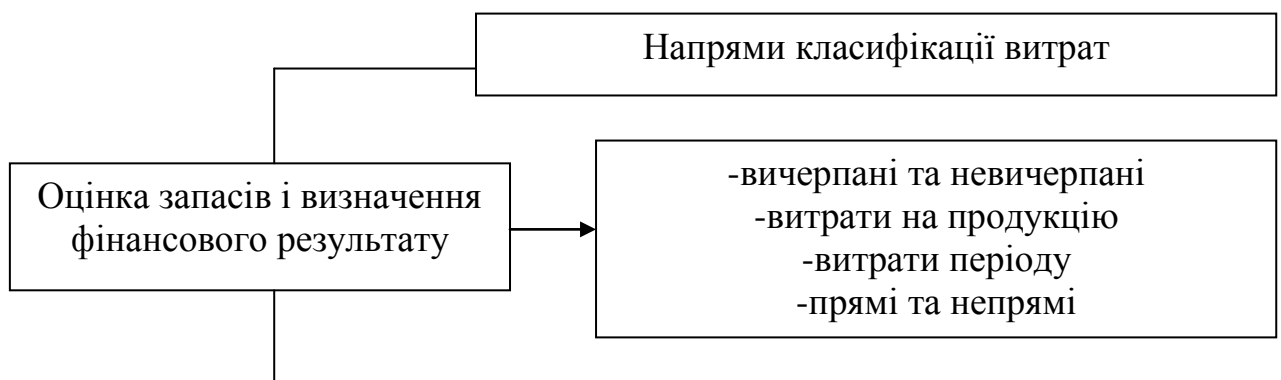 Напрями класифікації витрат
Оцінка запасів і визначення
фінансового результату
-вичерпані та невичерпані
-витрати на продукцію
-витрати періоду
-прямі та непрямі